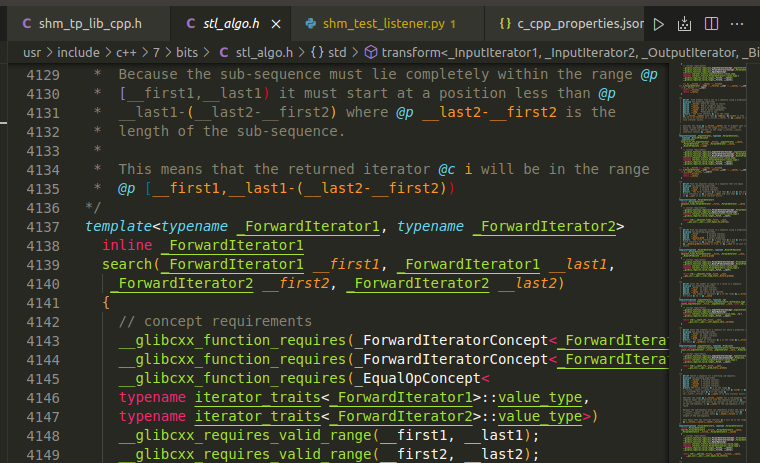 shm_tp_lib_cpp.h
stl_algo.h
shm_test_listener.py 1
c_cpp_properties.json
usr > include > c++ > 7 > bits > C stl_algo.h > {} std > transform<_InputIterator1, _InputIterator2, _OutputIterator, _Bi
4129 * Because the sub-sequence must lie completely within the range @p
4130 * [__first1,__last1) it must start at a position less than @p
4131 * __last1-(__last2-__first2) where @p __last2-__first2 is the
4132 * length of the sub-sequence.
4133 *
4134 * This means that the returned iterator @c i will be in the range
4135 * @p [__first1,__last1-(__last2-__first2))
4136 */
4137 template<typename _ForwardIterator1, typename _ForwardIterator2>
4138 inline _ForwardIterator1
4139 search(_ForwardIterator1 __first1, _ForwardIterator1 __last1,
4140 _ForwardIterator2 __first2, _ForwardIterator2 __last2)
4141 {
4142 // concept requirements
4143 __glibcxx_function_requires(_ForwardIteratorConcept<_ForwardItera
4144 __glibcxx_function_requires(_ForwardIteratorConcept<_ForwardItera
4145 __glibcxx_function_requires(_EqualOpConcept<
4146 typename iterator_traits<_ForwardIterator1>::value_type,
4147 typename iterator_traits<_ForwardIterator2>::value_type>)
4148 __glibcxx_requires_valid_range(__first1, __last1);
4149 __glibcxx_requires_valid_range(__first2, __last2);